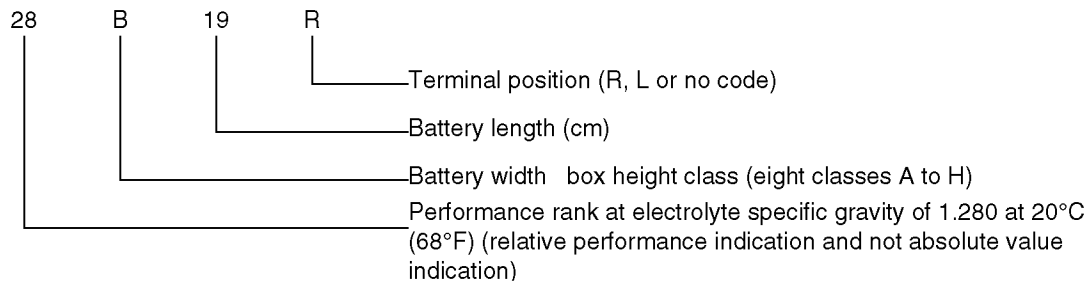 28 B 19 R
Terminal position (R, L or no code)
Battery length (cm)
Battery width box height class (eight classes A to H)
Performance rank at electrolyte specific gravity of 1.280 at 20°C
(68°F) (relative performance indication and not absolute value
indication)